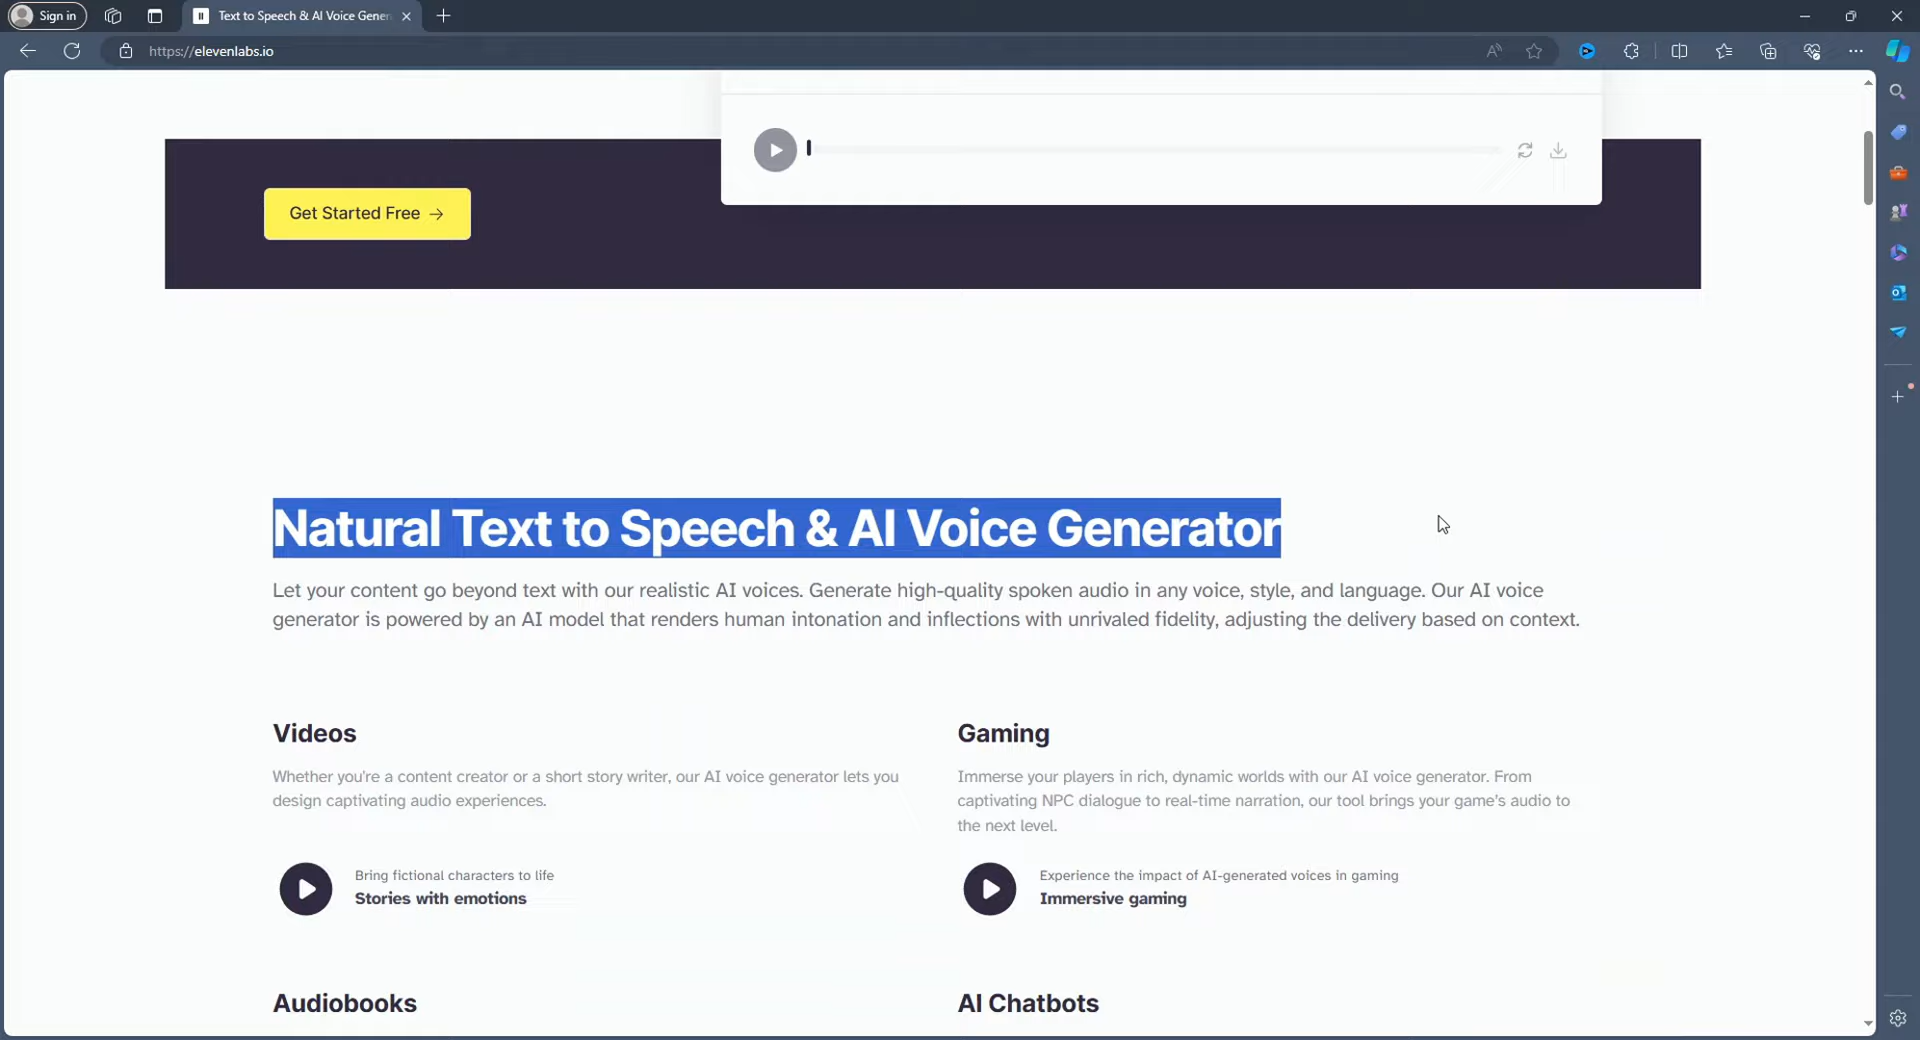 Sign in
Text to Speech & AI Voice Gener
https://elevenlabs.io
Get Started Free →
Natural Text to Speech & AI Voice Generator
Let your content go beyond text with our realistic AI voices. Generate high-quality spoken audio in any voice, style, and language. Our AI voice
generator is powered by an AI model that renders human intonation and inflections with unrivaled fidelity, adjusting the delivery based on context.
Videos
Whether you're a content creator or a short story writer, our AI voice generator lets you
design captivating audio experiences.
Bring fictional characters to life
Stories with emotions
Gaming
Immerse your players in rich, dynamic worlds with our AI voice generator. From
captivating NPC dialogue to real-time narration, our tool brings your game's audio to
the next level.
Experience the impact of AI-generated voices in gaming
Immersive gaming
Audiobooks
AI Chatbots